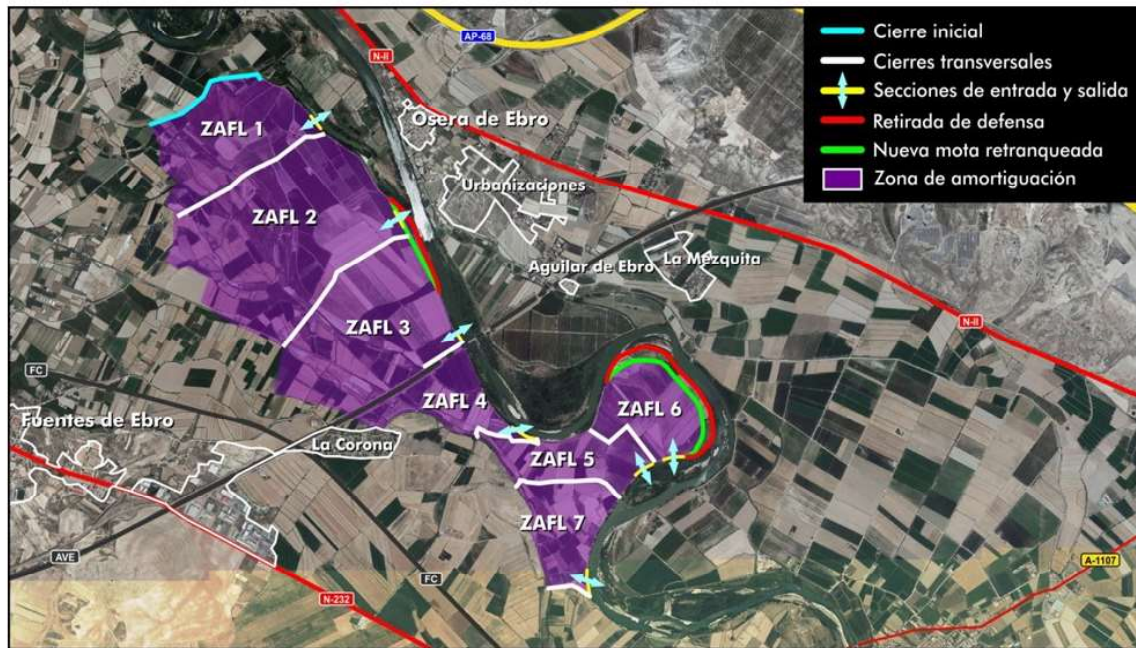 AP-68
N-II
Cierre inicial
Cierres transversales
Secciones de entrada y salida
Retirada de defensa
Nueva mota retranqueada
Zona de amortiguación
ZAFL 1
Osera de Ebro
Urbanizaciones
ZAFL 2
Aguilar de Ebro
La Mezquita
ZAFL 3
N-II
FC
ZAFL 4
ZAFL 6
Fuentes de Ebro
La Corona
ZAFL 5
ZAFL 7
AVE
FC
A-1107
N-232